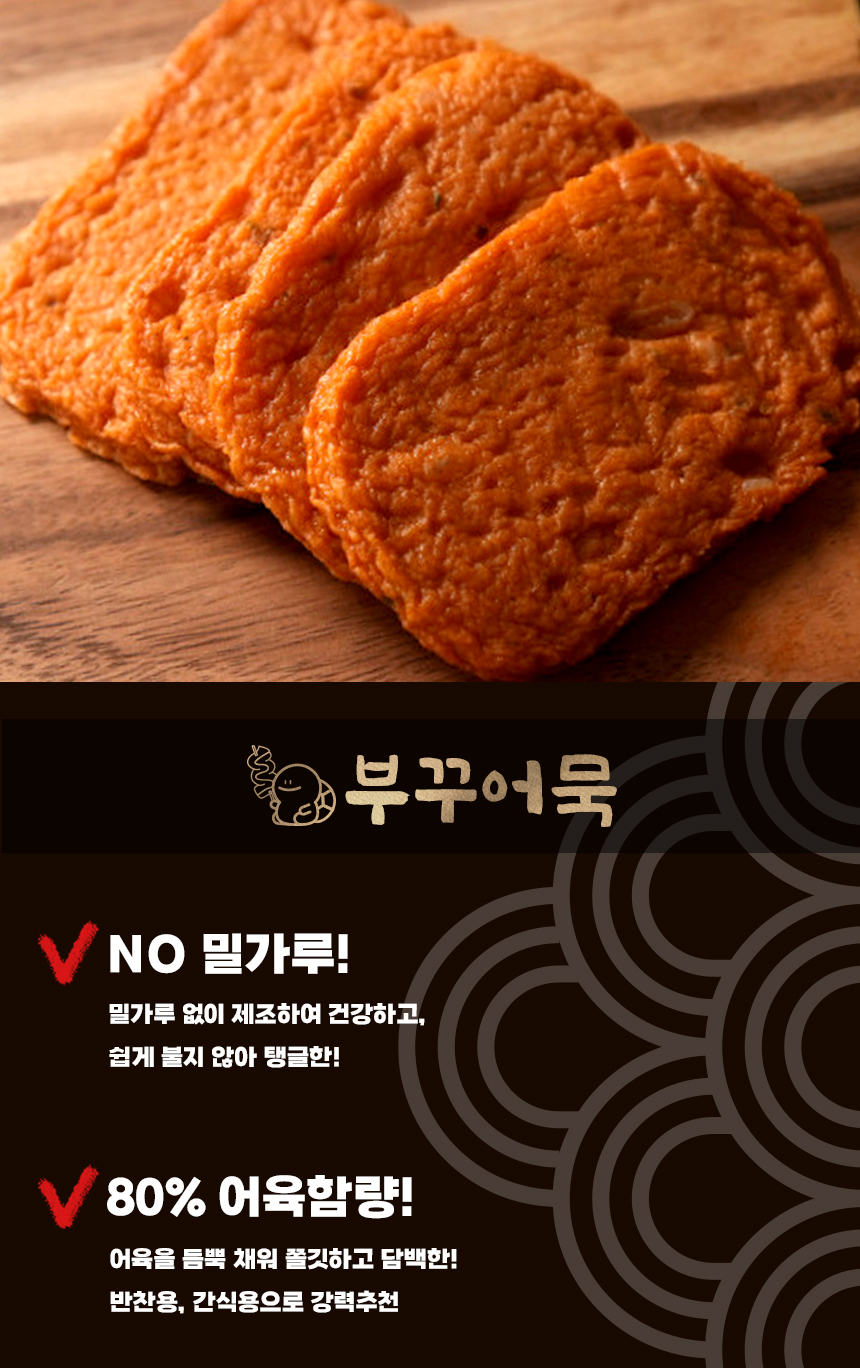 부꾸어묵
NO 밀가루!
밀가루 없이 제조하여 건강하고,
쉽게 불지 않아 탱글한!
80% 어육함량!
어육을 듬뿍 채워 쫄깃하고 담백한!
반찬용, 간식용으로 강력추천